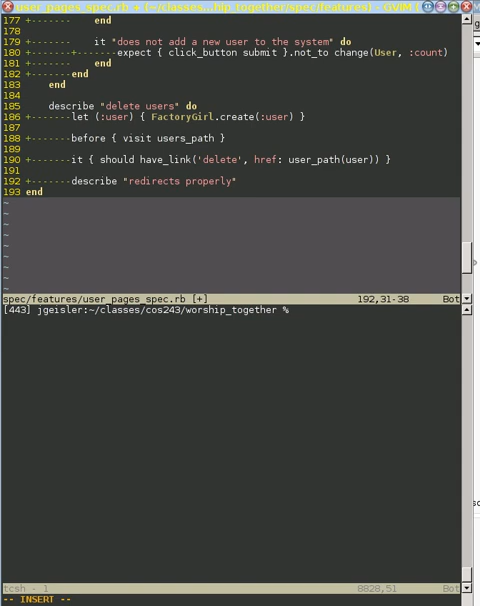 user_pages_spec.rb + [~/classes...hip_together/spec/features] - GVIM (
177 +-------    end
178
179             it "does not add a new user to the system" do
180 +-------+-------expect { click_button submit }.not_to change(User, :count)
181 +-------    end
182 +-------end
183     end
184
185     describe "delete users" do
186 +-------let (:user) { FactoryGirl.create(:user) }
187
188 +-------before { visit users_path }
189
190 +-------it { should have_link('delete', href: user_path(user)) }
191
192 +-------describe "redirects properly"
193 end
~
~
~
~
~
~
~
~
~
spec/features/user_pages_spec.rb [+] 192,31-38 Bot
[443] jgeisler:~/classes/cos243/worship_together %
tcsh - 1 8828,51 Bot
-- INSERT --